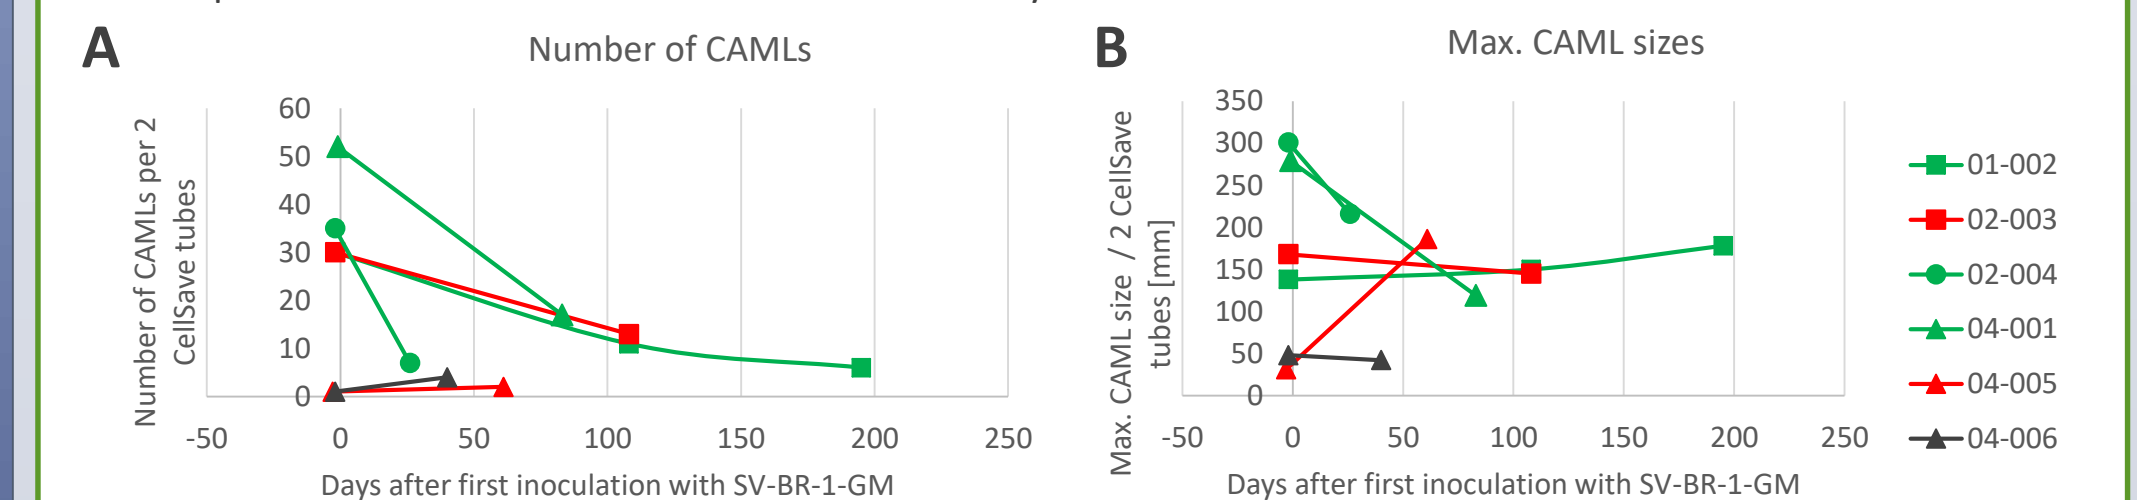 A
Number of CAMLs
Number of CAMLs per 2
CellSave tubes
60
50
40
30
20
10
0
-50 0 50 100 150 200 250
Days after first inoculation with SV-BR-1-GM
B
Max. CAML sizes
Max. CAML size / 2 CellSave
tubes [mm]
350
300
250
200
150
100
50
0
-50 0 50 100 150 200 250
Days after first inoculation with SV-BR-1-GM
01-002
02-003
02-004
04-001
04-005
04-006